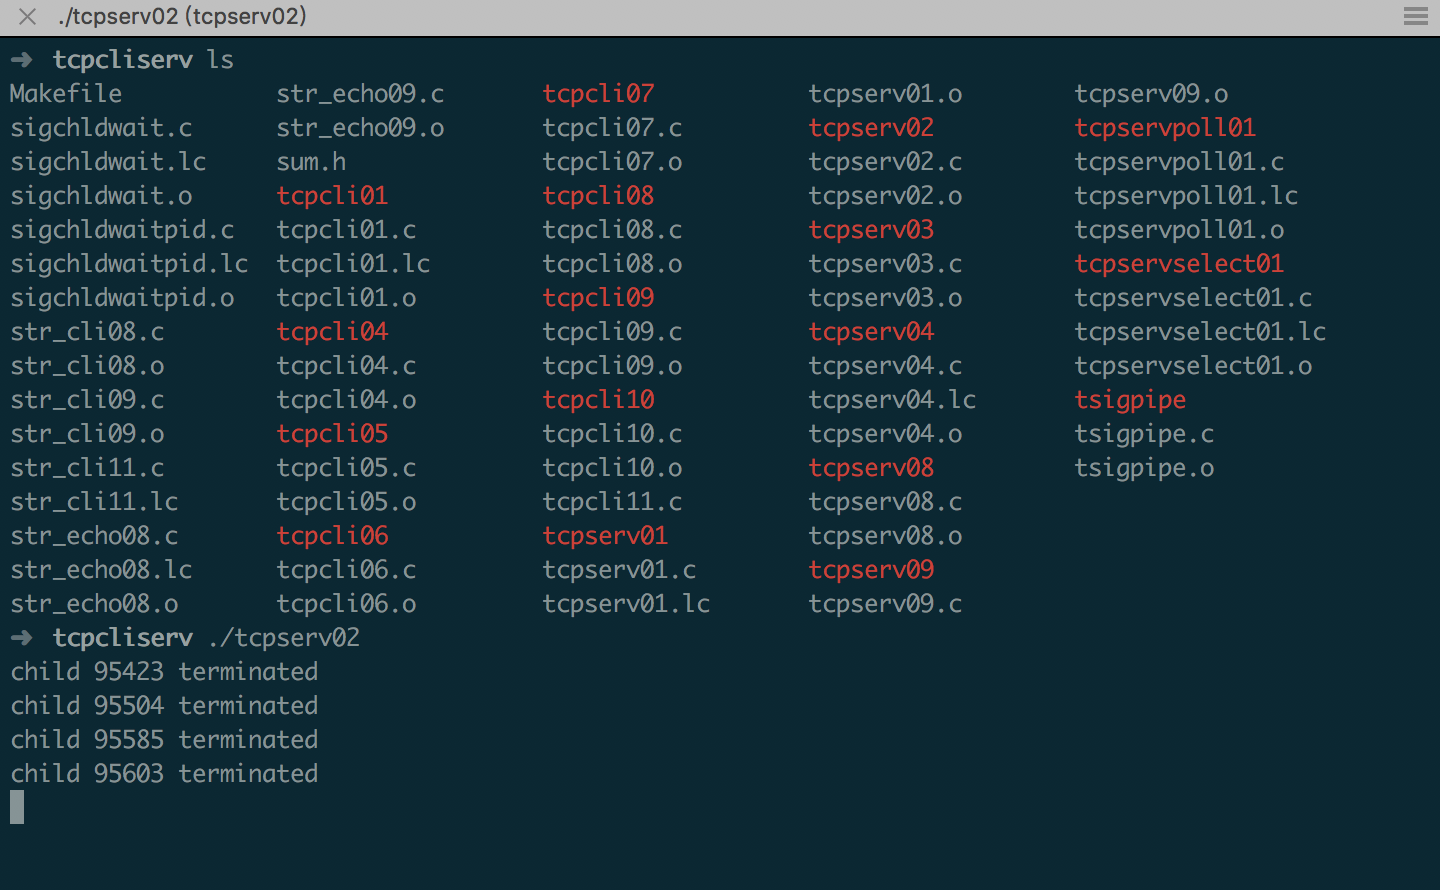 ./tcpserv02 (tcpserv02)
➜ tcpcliserv ls
Makefile str_echo09.c tcpcli07 tcpserv01.o tcpserv09.o
sigchldwait.c str_echo09.o tcpcli07.c tcpserv02 tcpservpoll01
sigchldwait.lc sum.h tcpcli07.o tcpserv02.c tcpservpoll01.c
sigchldwait.o tcpcli01 tcpcli08 tcpserv02.o tcpservpoll01.lc
sigchldwaitpid.c tcpcli01.c tcpcli08.c tcpserv03 tcpservpoll01.o
sigchldwaitpid.lc tcpcli01.lc tcpcli08.o tcpserv03.c tcpservselect01
sigchldwaitpid.o tcpcli01.o tcpcli09 tcpserv03.o tcpservselect01.c
str_cli08.c tcpcli04 tcpcli09.c tcpserv04 tcpservselect01.lc
str_cli08.o tcpcli04.c tcpcli09.o tcpserv04.c tcpservselect01.o
str_cli09.c tcpcli04.o tcpcli10 tcpserv04.lc tsigpipe
str_cli09.o tcpcli05 tcpcli10.c tcpserv04.o tsigpipe.c
str_cli11.c tcpcli05.c tcpcli10.o tcpserv08 tsigpipe.o
str_cli11.lc tcpcli05.o tcpcli11.c tcpserv08.c
str_echo08.c tcpcli06 tcpserv01 tcpserv08.o
str_echo08.lc tcpcli06.c tcpserv01.c tcpserv09
str_echo08.o tcpcli06.o tcpserv01.lc tcpserv09.c
➜ tcpcliserv ./tcpserv02
child 95423 terminated
child 95504 terminated
child 95585 terminated
child 95603 terminated